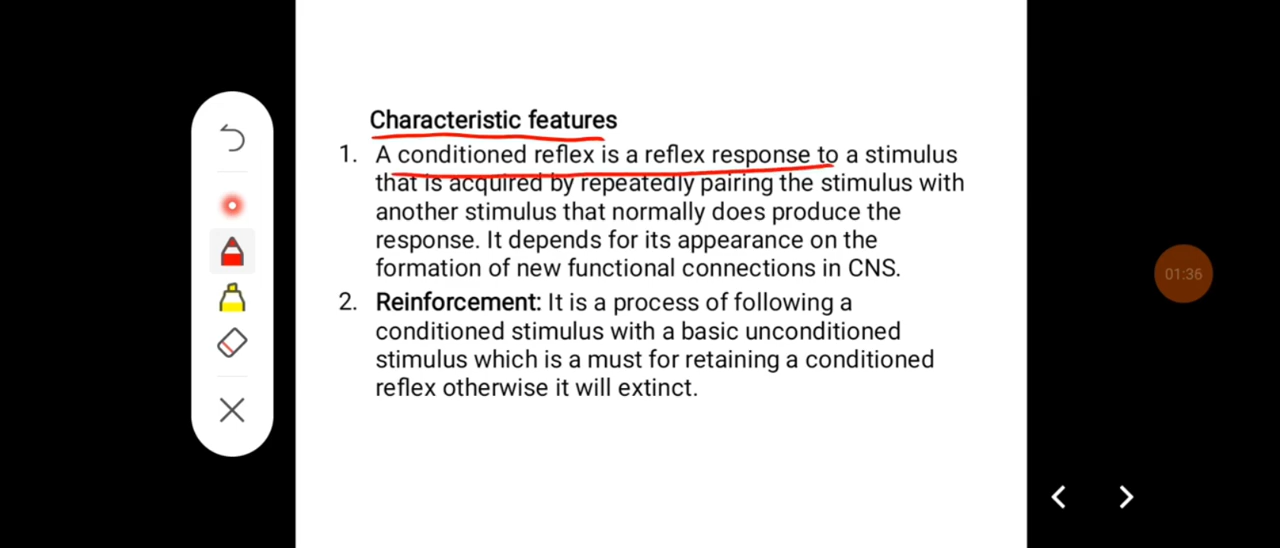 Characteristic features
1. A conditioned reflex is a reflex response to a stimulus
that is acquired by repeatedly pairing the stimulus with
another stimulus that normally does produce the
response. It depends for its appearance on the
formation of new functional connections in CNS.
2. Reinforcement: It is a process of following a
conditioned stimulus with a basic unconditioned
stimulus which is a must for retaining a conditioned
reflex otherwise it will extinct.
01:36